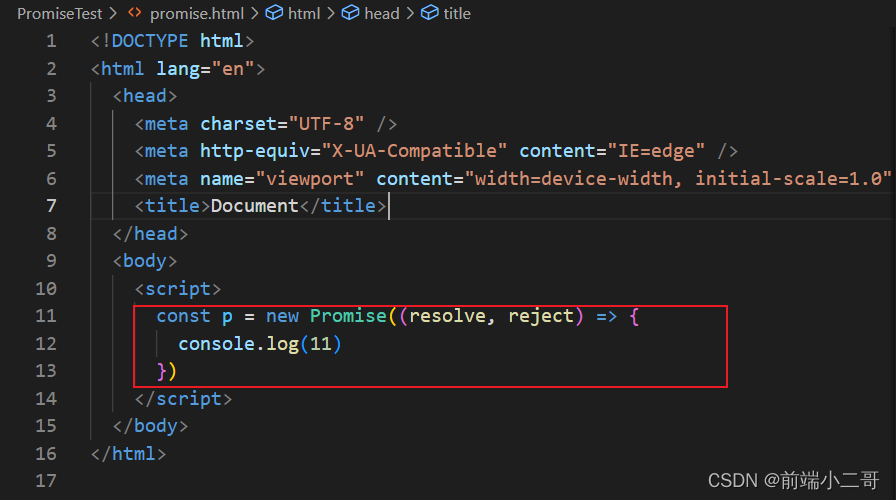 PromiseTest > promise.html > html > head > title
1 <!DOCTYPE html>
2 <html lang="en">
3 <head>
4 <meta charset="UTF-8" />
5 <meta http-equiv="X-UA-Compatible" content="IE=edge" />
6 <meta name="viewport" content="width=device-width, initial-scale=1.0"
7 <title>Document</title>
8 </head>
9 <body>
10 <script>
11 const p = new Promise((resolve, reject) => {
12 console.log(11)
13 })
14 </script>
15 </body>
16 </html>
17
CSDN @前端小二哥